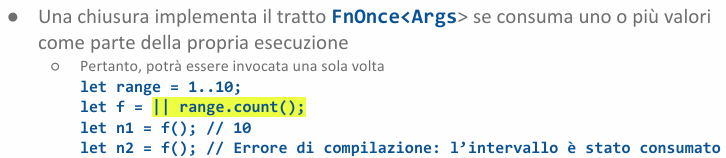 ● Una chiusura implementa il tratto FnOnce<Args> se consuma uno o più valori
come parte della propria esecuzione
○ Pertanto, potrà essere invocata una sola volta
let range = 1..10;
let f = || range.count();
let n1 = f(); // 10
let n2 = f(); // Errore di compilazione: l’intervallo è stato consumato